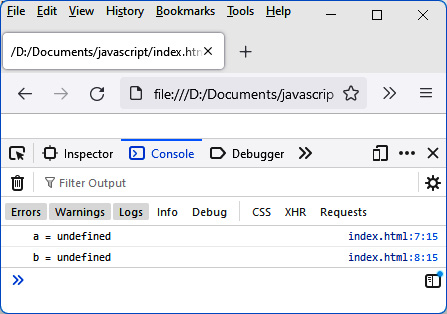 File Edit View History Bookmarks Tools Help
/D:/Documents/javascript/index.htm
file:///D:/Documents/javascrip
Inspector Console Debugger
Filter Output
Errors Warnings Logs Info Debug CSS XHR Requests
a = undefined index.html:7:15
b = undefined index.html:8:15